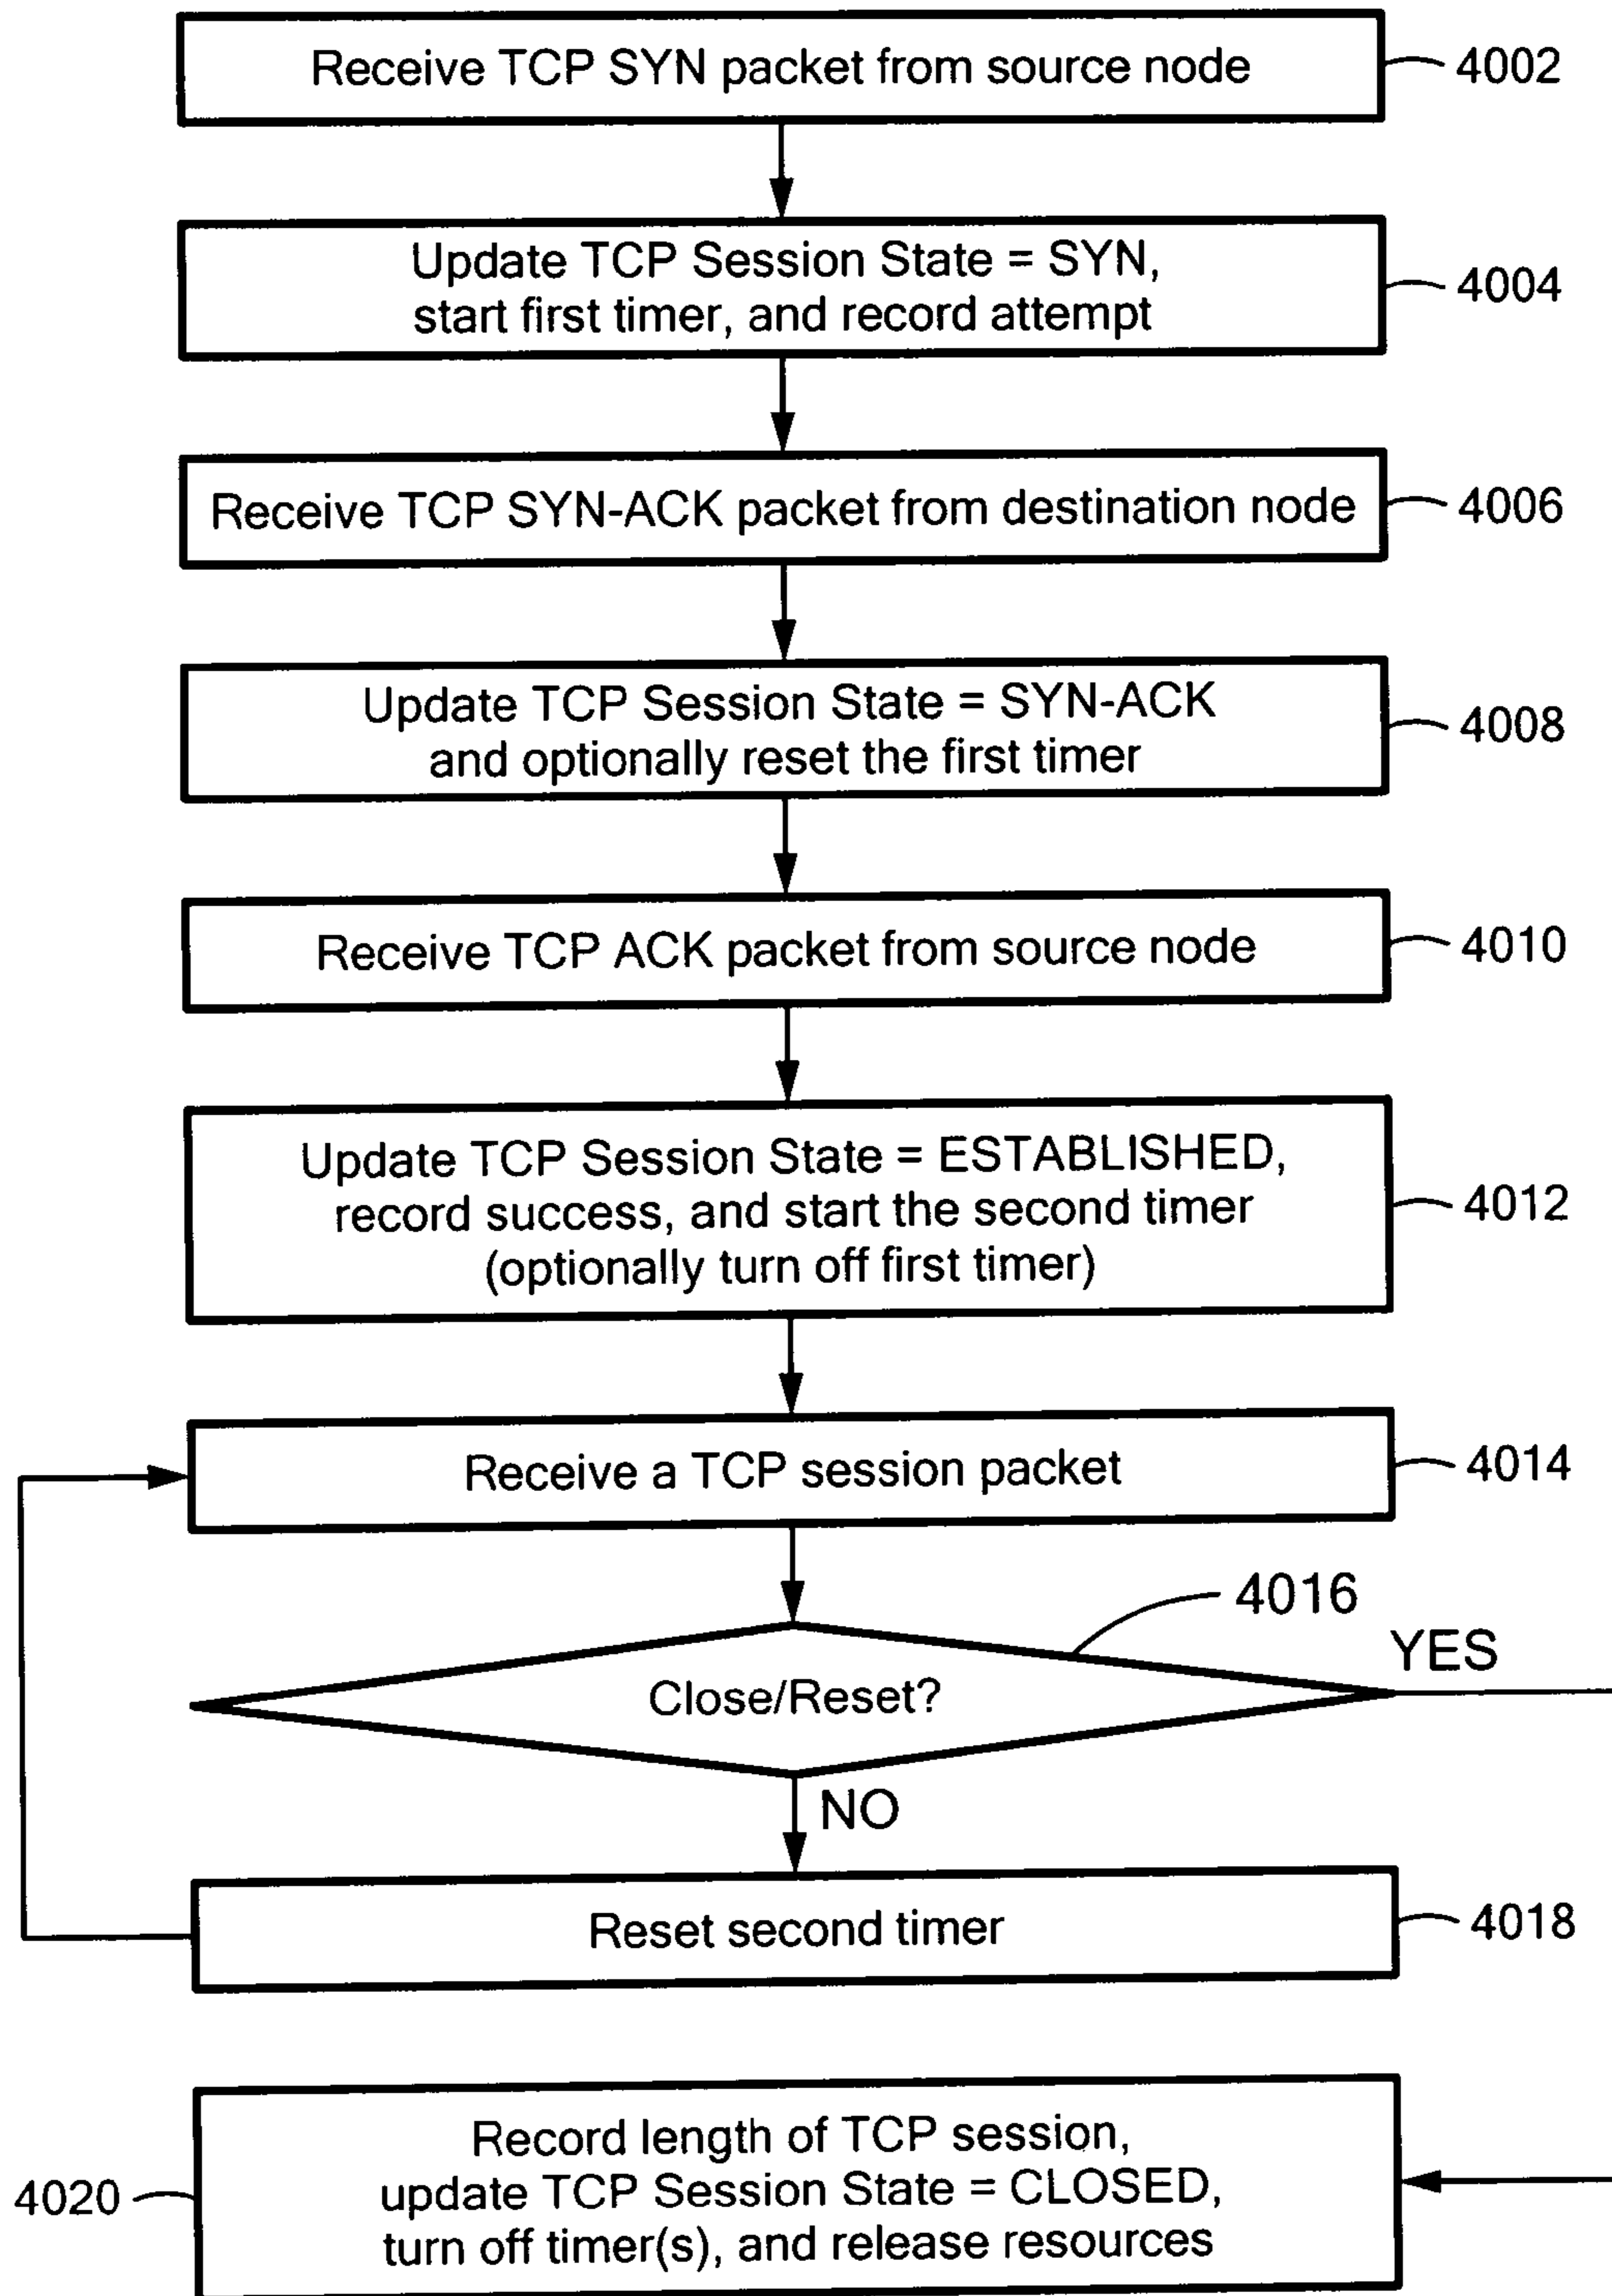 Receive TCP SYN packet from source node
4002
Update TCP Session State = SYN,
start first timer, and record attempt
4004
Receive TCP SYN-ACK packet from destination node
4006
Update TCP Session State = SYN-ACK
and optionally reset the first timer
4008
Receive TCP ACK packet from source node
4010
Update TCP Session State = ESTABLISHED,
record success, and start the second timer
(optionally turn off first timer)
4012
Receive a TCP session packet
4014
4016
YES
Close/Reset?
NO
Reset second timer
4018
Record length of TCP session,
update TCP Session State = CLOSED,
turn off timer(s), and release resources
4020